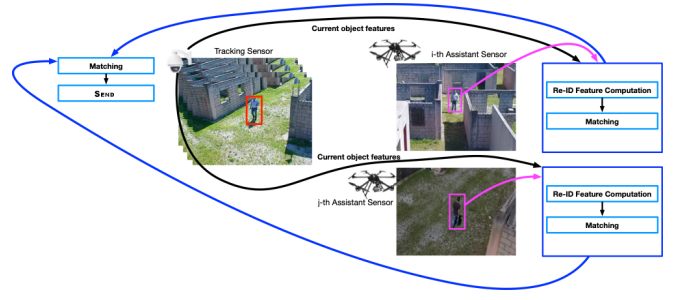 Current object features
Tracking Sensor
i-th Assistant Sensor
Matching
SEND
Re-ID Feature Computation
Matching
Current object features
j-th Assistant Sensor
Re-ID Feature Computation
Matching